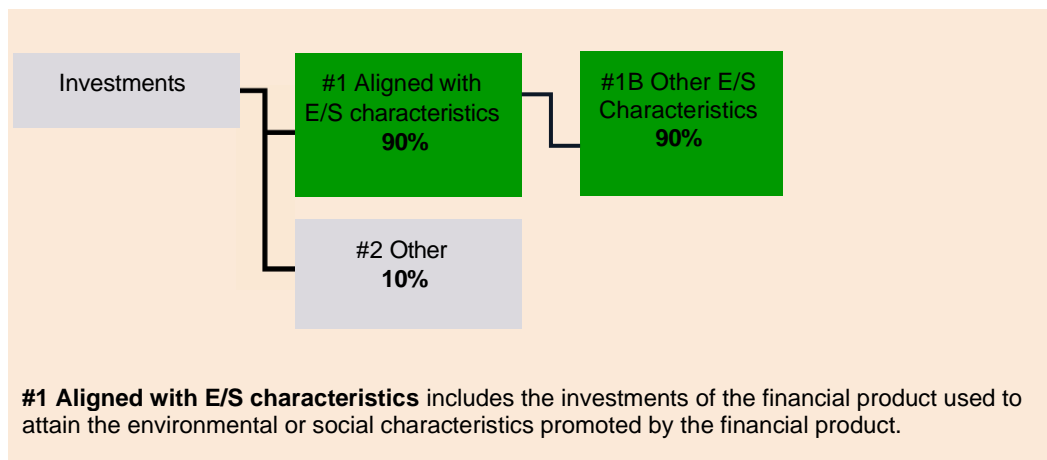 Investments
#1 Aligned with
E/S characteristics
90%
#1B Other E/S
Characteristics
90%
#2 Other
10%
#1 Aligned with E/S characteristics includes the investments of the financial product used to
attain the environmental or social characteristics promoted by the financial product.